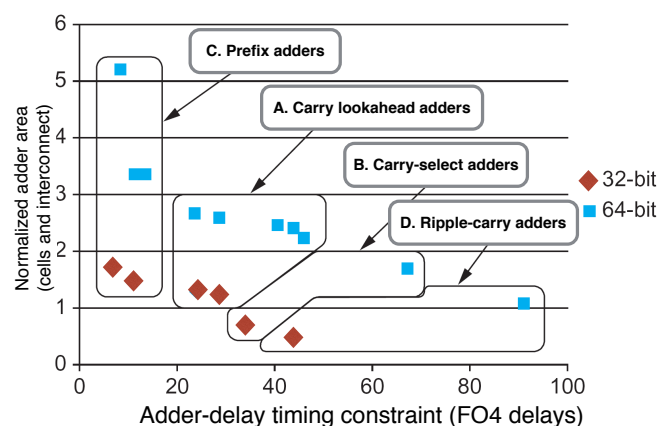 6
5
4
3
2
1
0
0
20
40
60
80
100
Normalized adder area
(cells and interconnect)
Adder-delay timing constraint (FO4 delays)
C. Prefix adders
A. Carry lookahead adders
B. Carry-select adders
D. Ripple-carry adders
32-bit
64-bit